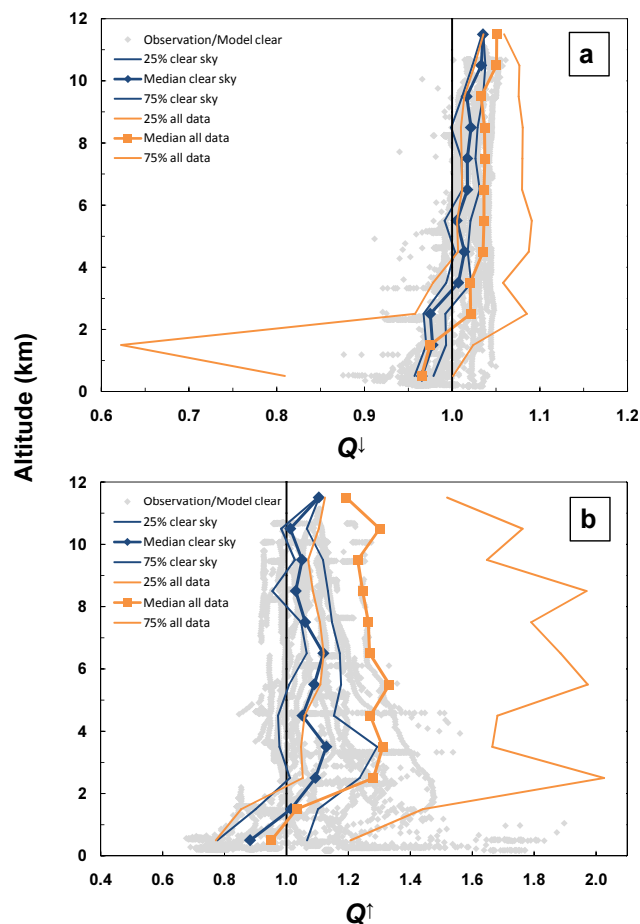 12
10
8
6
4
2
0
Observation/Model clear
25% clear sky
Median clear sky
75% clear sky
25% all data
Median all data
75% all data
a
0.6 0.7 0.8 0.9 1.0 1.1 1.2
Q↓
Altitude (km)
12
10
8
6
4
2
0
Observation/Model clear
25% clear sky
Median clear sky
75% clear sky
25% all data
Median all data
75% all data
b
0.4 0.6 0.8 1.0 1.2 1.4 1.6 1.8 2.0
Q↑